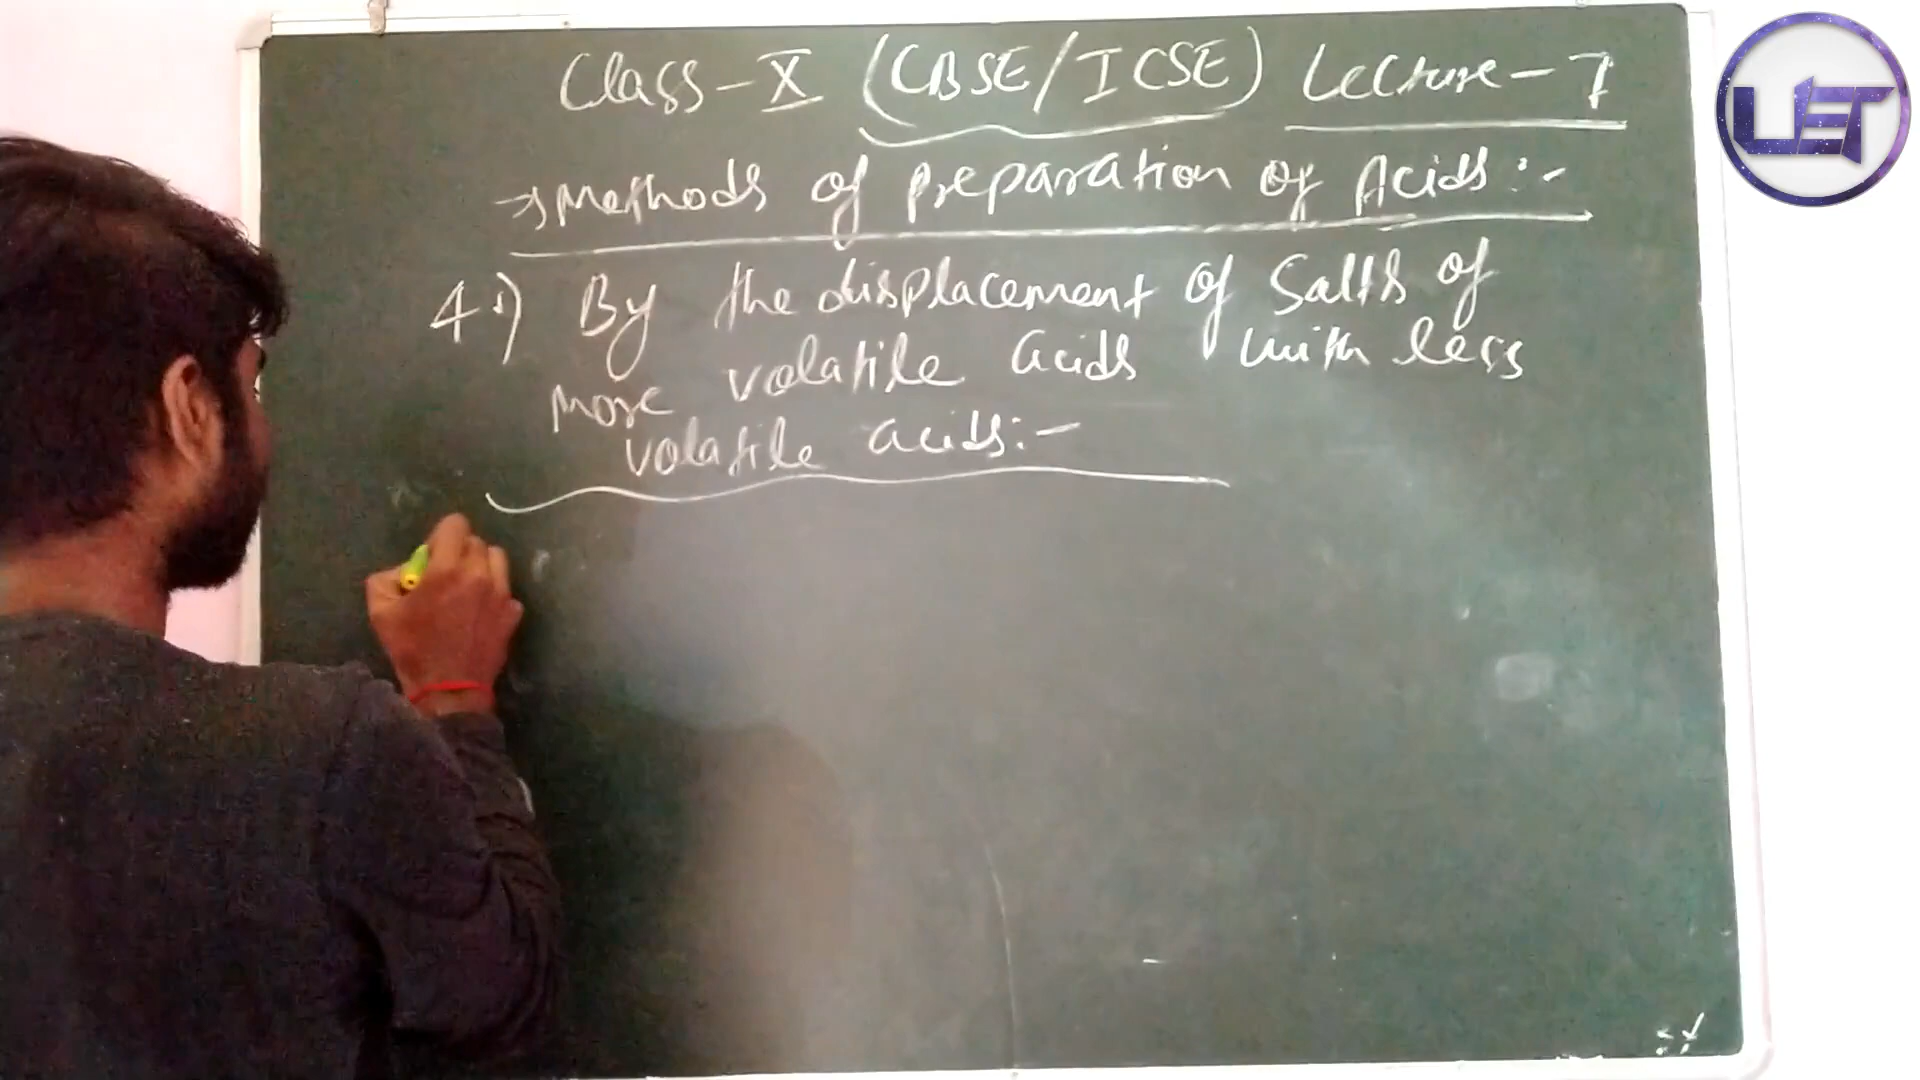 Class-X (CBSE/ICSE) Lecture-7
→ Methods of Preparation of Acids:-
4.) By the displacement of Salts of
more volatile acids with less
volatile acids:-
UET